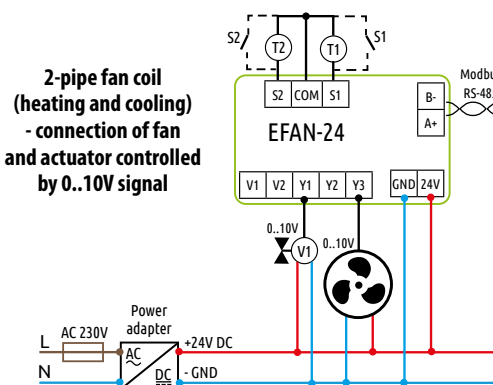 S2 T2 T1 S1
2-pipe fan coil
(heating and cooling)
- connection of fan
and actuator controlled
by 0..10V signal
S2 COM S1
EFAN-24
B-
A+
RS-485
V1 V2 Y1 Y2 Y3 GND 24V
0..10V 0..10V
V1
Power
adapter
L AC 230V AC +24V DC
N DC - GND